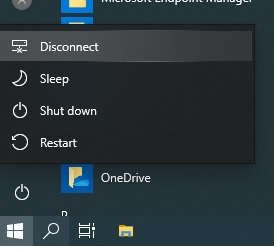 Microsoft Endpoint Manager
Disconnect
Sleep
Shut down
Restart
OneDrive